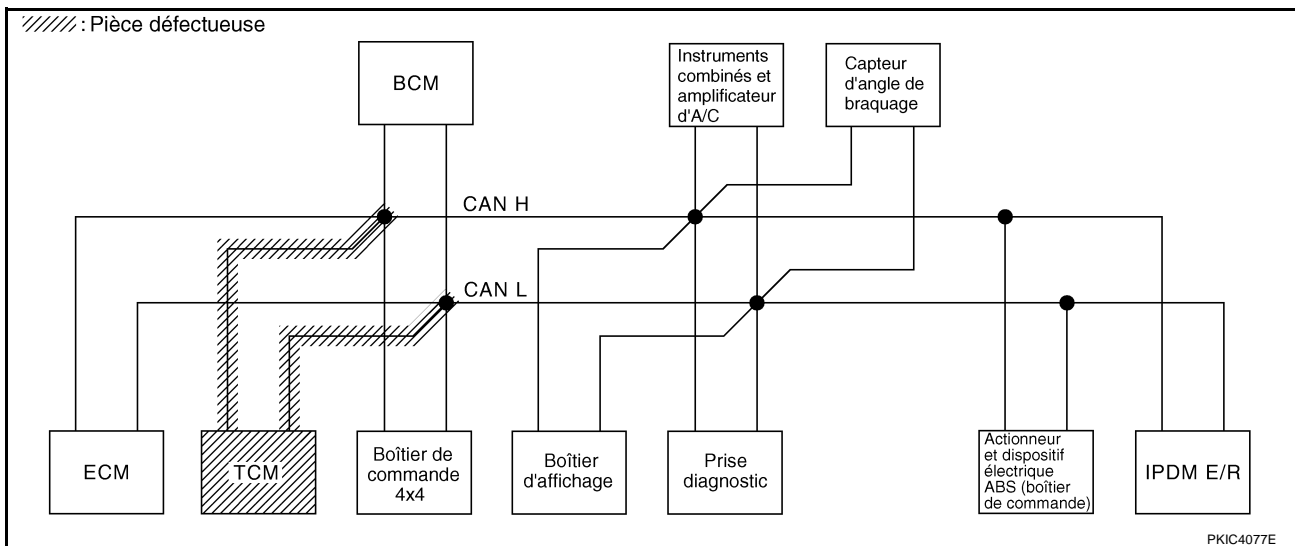 : Pièce défectueuse
BCM
Instruments
combinés et
amplificateur
d'A/C
Capteur
d'angle de
braquage
CAN H
CAN L
ECM
TCM
Boîtier de
commande
4x4
Boîtier
d'affichage
Prise
diagnostic
Actionneur
et dispositif
électrique
ABS (boîtier
de commande)
IPDM E/R
PKIC4077E